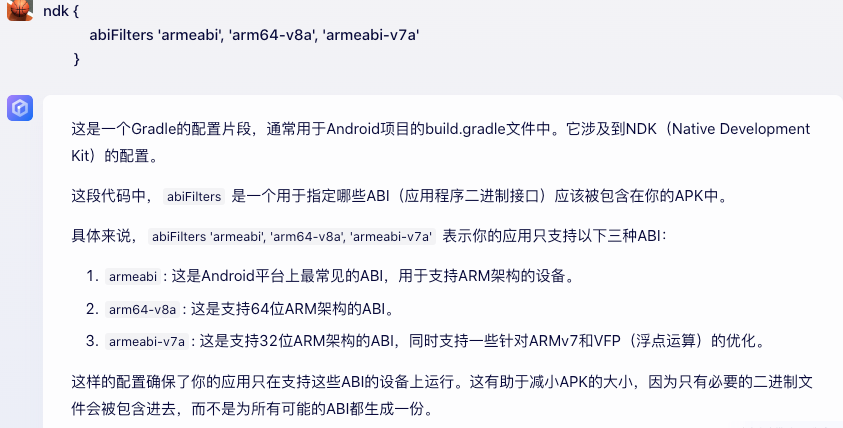 ndk {
abiFilters 'armeabi', 'arm64-v8a', 'armeabi-v7a'
}
这是一个Gradle的配置片段，通常用于Android项目的build.gradle文件中。它涉及到NDK（Native Development
Kit）的配置。
这段代码中， abiFilters 是一个用于指定哪些ABI（应用程序二进制接口）应该被包含在你的APK中。
具体来说， abiFilters 'armeabi', 'arm64-v8a', 'armeabi-v7a' 表示你的应用只支持以下三种ABI：
1. armeabi : 这是Android平台上最常见的ABI，用于支持ARM架构的设备。
2. arm64-v8a : 这是支持64位ARM架构的ABI。
3. armeabi-v7a : 这是支持32位ARM架构的ABI，同时支持一些针对ARMv7和VFP（浮点运算）的优化。
这样的配置确保了你的应用只在支持这些ABI的设备上运行。这有助于减小APK的大小，因为只有必要的二进制文
件会被包含进去，而不是为所有可能的ABI都生成一份。